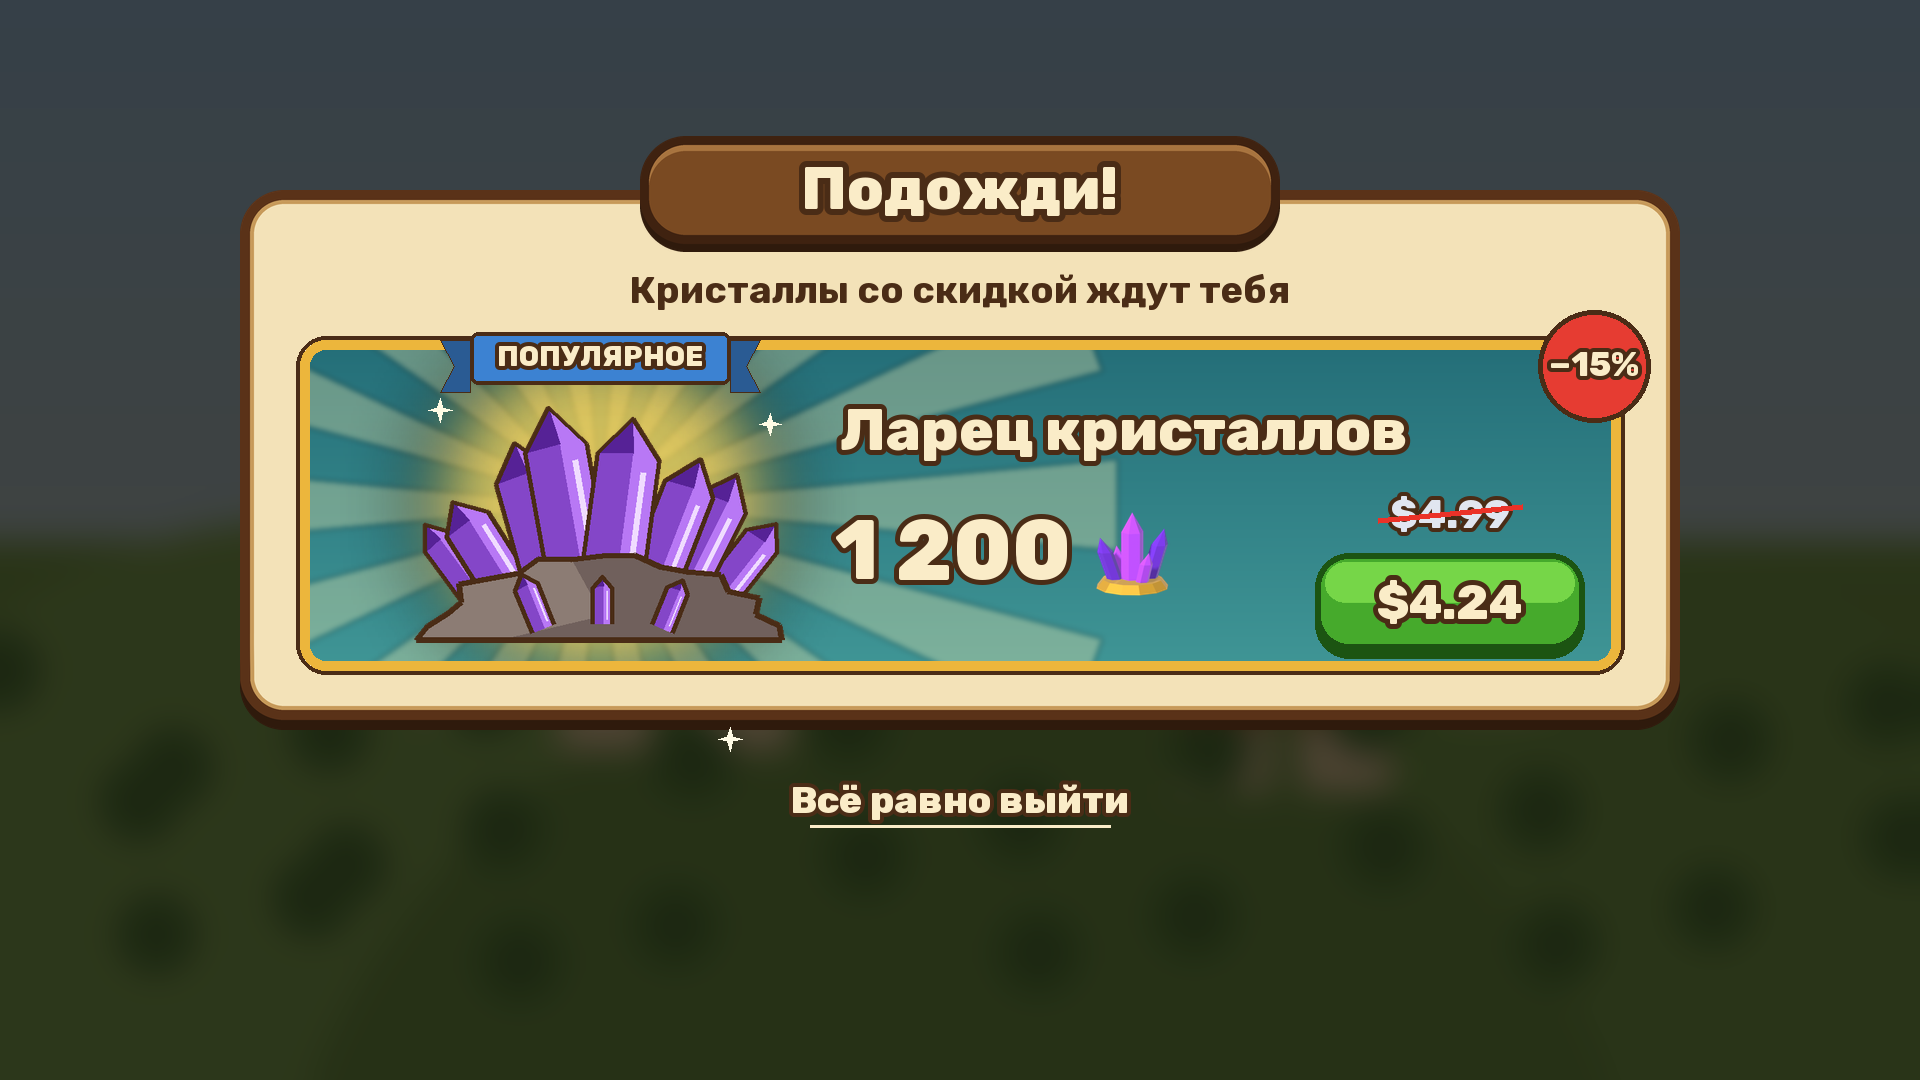 Подожди!
Кристаллы со скидкой ждут тебя
ПОПУЛЯРНОЕ
−15%
Ларец кристаллов
1 200
$4.99
$4.24
Всё равно выйти